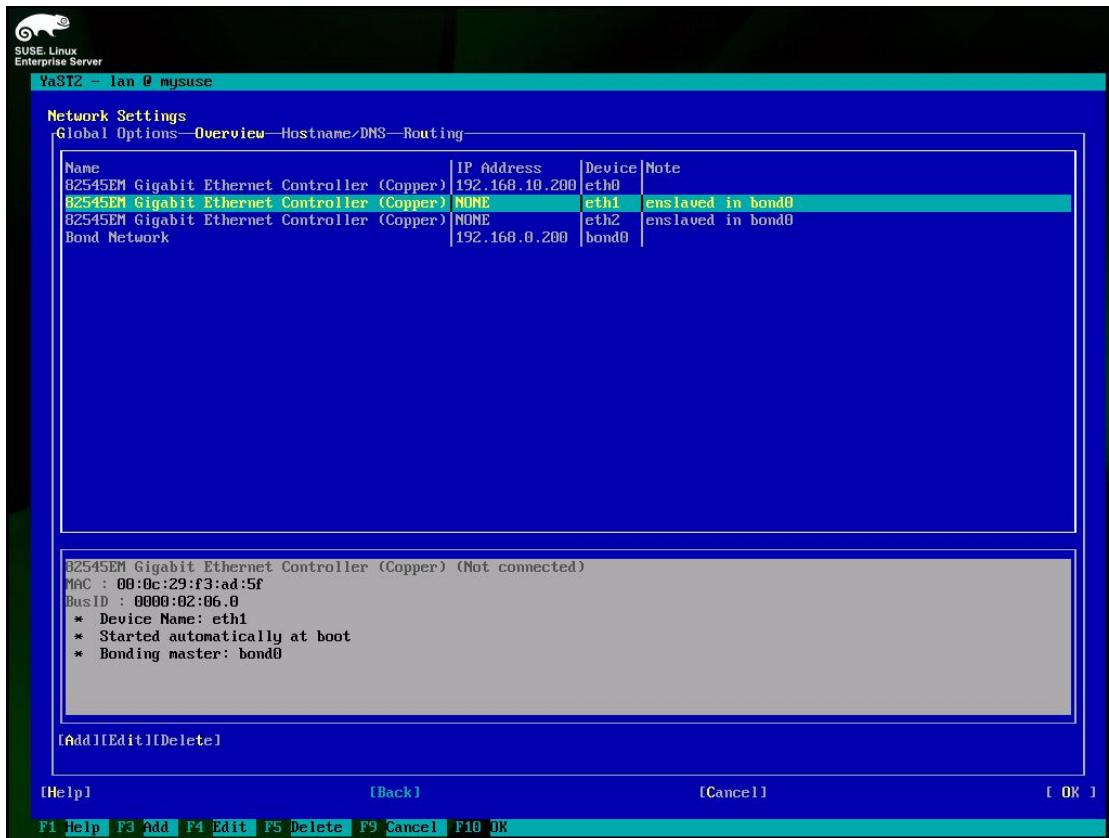 SUSE. Linux
Enterprise Server
YaST2 - lan @ mysuse
Network Settings
Global Options Overview Hostname/DNS Routing
Name IP Address Device Note
82545EM Gigabit Ethernet Controller (Copper) 192.168.10.200 eth0
82545EM Gigabit Ethernet Controller (Copper) NONE eth1 enslaved in bond0
82545EM Gigabit Ethernet Controller (Copper) NONE eth2 enslaved in bond0
Bond Network 192.168.0.200 bond0
82545EM Gigabit Ethernet Controller (Copper) (Not connected)
MAC : 00:0c:29:f3:ad:5f
BusID : 0000:02:06.0
* Device Name: eth1
* Started automatically at boot
* Bonding master: bond0
[Add][Edit][Delete]
[Help] [Back] [Cancel] [ OK ]
F1 Help F3 Add F4 Edit F5 Delete F9 Cancel F10 OK